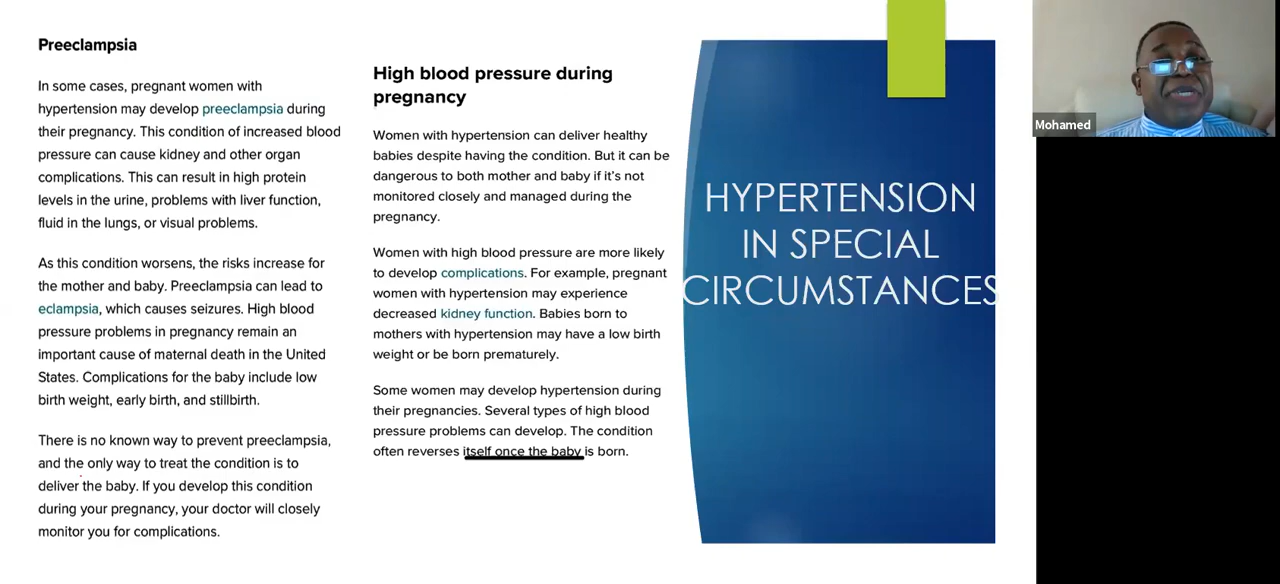 Preeclampsia
In some cases, pregnant women with
hypertension may develop preeclampsia during
their pregnancy. This condition of increased blood
pressure can cause kidney and other organ
complications. This can result in high protein
levels in the urine, problems with liver function,
fluid in the lungs, or visual problems.
As this condition worsens, the risks increase for
the mother and baby. Preeclampsia can lead to
eclampsia, which causes seizures. High blood
pressure problems in pregnancy remain an
important cause of maternal death in the United
States. Complications for the baby include low
birth weight, early birth, and stillbirth.
There is no known way to prevent preeclampsia,
and the only way to treat the condition is to
deliver the baby. If you develop this condition
during your pregnancy, your doctor will closely
monitor you for complications.
High blood pressure during
pregnancy
Women with hypertension can deliver healthy
babies despite having the condition. But it can be
dangerous to both mother and baby if it's not
monitored closely and managed during the
pregnancy.
Women with high blood pressure are more likely
to develop complications. For example, pregnant
women with hypertension may experience
decreased kidney function. Babies born to
mothers with hypertension may have a low birth
weight or be born prematurely.
Some women may develop hypertension during
their pregnancies. Several types of high blood
pressure problems can develop. The condition
often reverses itself once the baby is born.
HYPERTENSION
IN SPECIAL
CIRCUMSTANCES
Mohamed